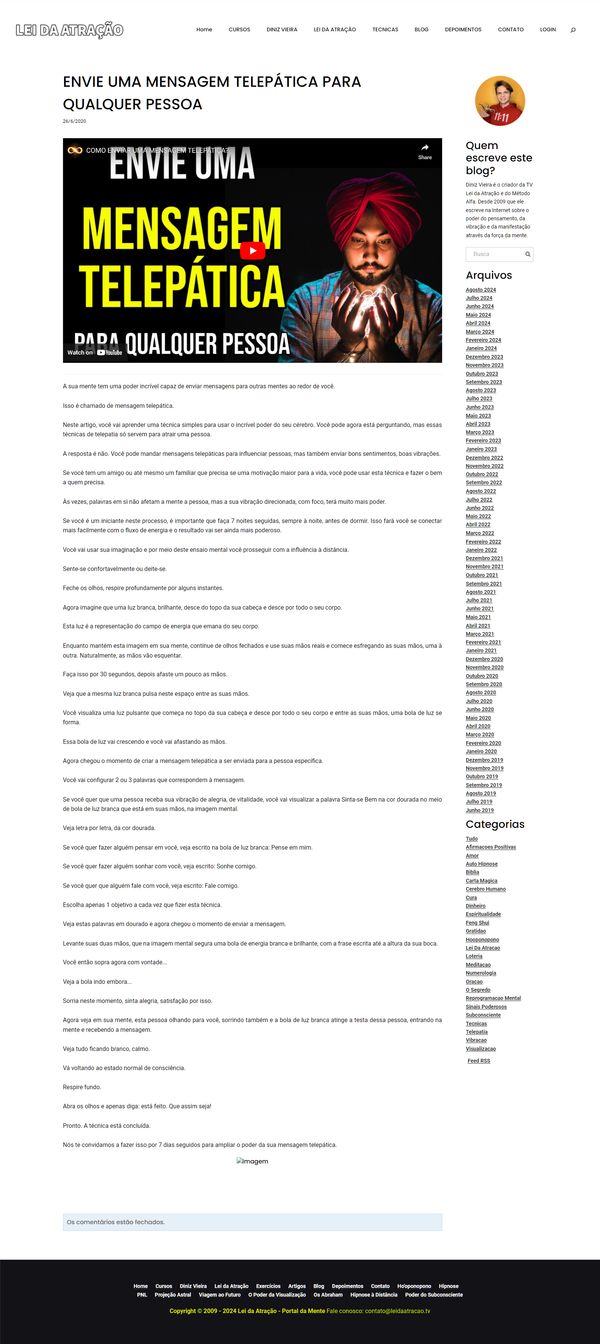 LEI DA ATRAÇÃO
Home CURSOS DINIZ VIEIRA LEI DA ATRAÇÃO TECNICAS BLOG DEPOIMENTOS CONTATO LOGIN
ENVIE UMA MENSAGEM TELEPÁTICA PARA
QUALQUER PESSOA
26/6/2020
COMO ENVIAR UMA MENSAGEM TELEPÁTICA?
Share
ENVIE UMA
MENSAGEM
TELEPÁTICA
PARA QUALQUER PESSOA
Watch on YouTube
A sua mente tem uma poder incrível capaz de enviar mensagens para outras mentes ao redor de você.
Isso é chamado de mensagem telepática.
Neste artigo, você vai aprender uma técnica simples para usar o incrível poder do seu cérebro. Você pode agora está perguntando, mas essas
técnicas de telepatia só servem para atrair uma pessoa.
A resposta é não. Você pode mandar mensagens telepáticas para influenciar pessoas, mas também enviar bons sentimentos, boas vibrações.
Se você tem um amigo ou até mesmo um familiar que precisa se uma motivação maior para a vida, você pode usar esta técnica e fazer o bem
a quem precisa.
Às vezes, palavras em si não afetam a mente a pessoa, mas a sua vibração direcionada, com foco, terá muito mais poder.
Se você é um iniciante neste processo, é importante que faça 7 noites seguidas, sempre à noite, antes de dormir. Isso fará você se conectar
mais facilmente com o fluxo de energia e o resultado vai ser ainda mais poderoso.
Você vai usar sua imaginação e por meio deste ensaio mental você prosseguir com a influência à distância.
Sente-se confortavelmente ou deite-se.
Feche os olhos, respire profundamente por alguns instantes.
Agora imagine que uma luz branca, brilhante, desce do topo da sua cabeça e desce por todo o seu corpo.
Esta luz é a representação do campo de energia que emana do seu corpo.
Enquanto mantém esta imagem em sua mente, continue de olhos fechados e use suas mãos reais e comece esfregando as suas mãos, uma à
outra. Naturalmente, as mãos vão esquentar.
Faça isso por 30 segundos, depois afaste um pouco as mãos.
Veja que a mesma luz branca pulsa neste espaço entre as suas mãos.
Você visualiza uma luz pulsante que começa no topo da sua cabeça e desce por todo o seu corpo e entre as suas mãos, uma bola de luz se
forma.
Essa bola de luz vai crescendo e você vai afastando as mãos.
Agora chegou o momento de criar a mensagem telepática a ser enviada para a pessoa específica.
Você vai configurar 2 ou 3 palavras que correspondem à mensagem.
Se você quer que uma pessoa receba sua vibração de alegria, de vitalidade, você vai visualizar a palavra Sinta-se Bem na cor dourada no meio
de bola de luz branca que está em suas mãos, na imagem mental.
Veja letra por letra, da cor dourada.
Se você quer fazer alguém pensar em você, veja escrito na bola de luz branca: Pense em mim.
Se você quer fazer alguém sonhar com você, veja escrito: Sonhe comigo.
Se você quer que alguém fale com você, veja escrito: Fale comigo.
Escolha apenas 1 objetivo a cada vez que fizer esta técnica.
Veja estas palavras em dourado e agora chegou o momento de enviar a mensagem.
Levante suas duas mãos, que na imagem mental segura uma bola de energia branca e brilhante, com a frase escrita até a altura da sua boca.
Você então sopra agora com vontade...
Veja a bola indo embora...
Sorria neste momento, sinta alegria, satisfação por isso.
Agora veja em sua mente, esta pessoa olhando para você, sorrindo também e a bola de luz branca atinge a testa dessa pessoa, entrando na
mente e recebendo a mensagem.
Veja tudo ficando branco, calmo.
Vá voltando ao estado normal de consciência.
Respire fundo.
Abra os olhos e apenas diga: está feito. Que assim seja!
Pronto. A técnica está concluída.
Nós te convidamos a fazer isso por 7 dias seguidos para ampliar o poder da sua mensagem telepática.
Imagem
Os comentários estão fechados.
11:11
Quem
escreve este
blog?
Diniz Vieira é o criador da TV
Lei da Atração e do Método
Alfa. Desde 2009 que ele
escreve na Internet sobre o
poder do pensamento, da
vibração e da manifestação
através da força da mente.
Busca
Arquivos
Agosto 2024
Julho 2024
Junho 2024
Maio 2024
Abril 2024
Março 2024
Fevereiro 2024
Janeiro 2024
Dezembro 2023
Novembro 2023
Outubro 2023
Setembro 2023
Agosto 2023
Julho 2023
Junho 2023
Maio 2023
Abril 2023
Março 2023
Fevereiro 2023
Janeiro 2023
Dezembro 2022
Novembro 2022
Outubro 2022
Setembro 2022
Agosto 2022
Julho 2022
Junho 2022
Maio 2022
Abril 2022
Março 2022
Fevereiro 2022
Janeiro 2022
Dezembro 2021
Novembro 2021
Outubro 2021
Setembro 2021
Agosto 2021
Julho 2021
Junho 2021
Maio 2021
Abril 2021
Março 2021
Fevereiro 2021
Janeiro 2021
Dezembro 2020
Novembro 2020
Outubro 2020
Setembro 2020
Agosto 2020
Julho 2020
Junho 2020
Maio 2020
Abril 2020
Março 2020
Fevereiro 2020
Janeiro 2020
Dezembro 2019
Novembro 2019
Outubro 2019
Setembro 2019
Agosto 2019
Julho 2019
Junho 2019
Categorias
Tudo
Afirmacoes Positivas
Amor
Auto Hipnose
Biblia
Carta Magica
Cerebro Humano
Cura
Dinheiro
Espiritualidade
Feng Shui
Gratidao
Hooponopono
Lei Da Atracao
Loteria
Meditacao
Numerologia
Oracao
O Segredo
Reprogramacao Mental
Sinais Poderosos
Subconsciente
Tecnicas
Telepatia
Vibracao
Visualizacao
Feed RSS
Home Cursos Diniz Vieira Lei da Atração Exercícios Artigos Blog Depoimentos Contato Ho'oponopono Hipnose
PNL Projeção Astral Viagem ao Futuro O Poder da Visualização Os Abraham Hipnose à Distância Poder do Subconsciente
Copyright © 2009 - 2024 Lei da Atração - Portal da Mente Fale conosco: contato@leidaatracao.tv